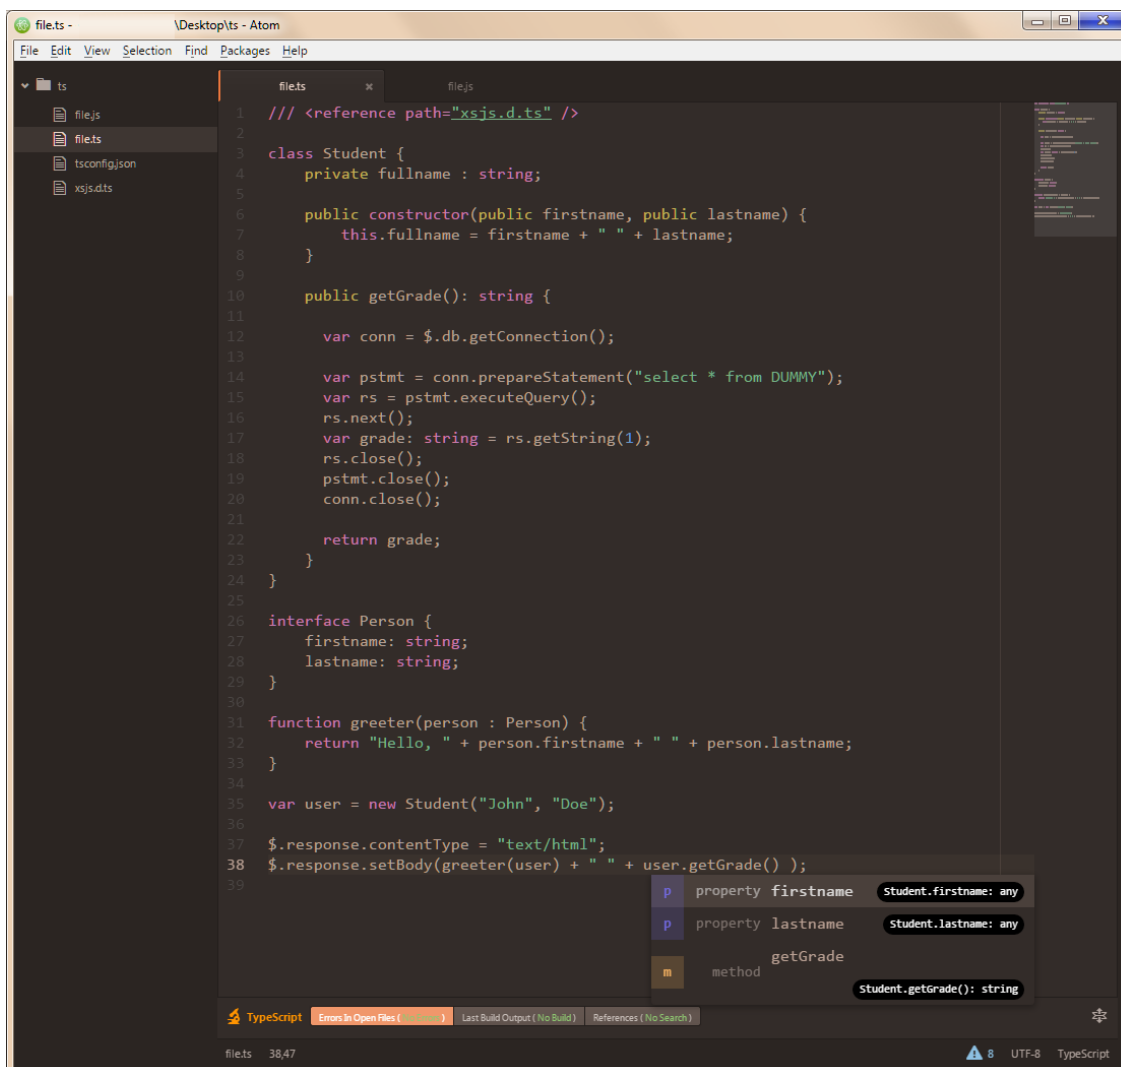 file.ts - \Desktop\ts - Atom
File Edit View Selection Find Packages Help
ts
file.js
file.ts
tsconfig.json
xsjs.d.ts
file.ts × file.js
1 /// <reference path="xsjs.d.ts" />
2
3 class Student {
4     private fullname : string;
5
6     public constructor(public firstname, public lastname) {
7         this.fullname = firstname + " " + lastname;
8     }
9
10     public getGrade(): string {
11
12       var conn = $.db.getConnection();
13
14       var pstmt = conn.prepareStatement("select * from DUMMY");
15       var rs = pstmt.executeQuery();
16       rs.next();
17       var grade: string = rs.getString(1);
18       rs.close();
19       pstmt.close();
20       conn.close();
21
22       return grade;
23     }
24 }
25
26 interface Person {
27     firstname: string;
28     lastname: string;
29 }
30
31 function greeter(person : Person) {
32     return "Hello, " + person.firstname + " " + person.lastname;
33 }
34
35 var user = new Student("John", "Doe");
36
37 $.response.contentType = "text/html";
38 $.response.setBody(greeter(user) + " " + user.getGrade() );
39
p property firstname Student.firstname: any
p property lastname Student.lastname: any
m method getGrade
Student.getGrade(): string
TypeScript Errors In Open Files ( ) Last Build Output ( No Build ) References ( No Search )
file.ts 38,47 8 UTF-8 TypeScript